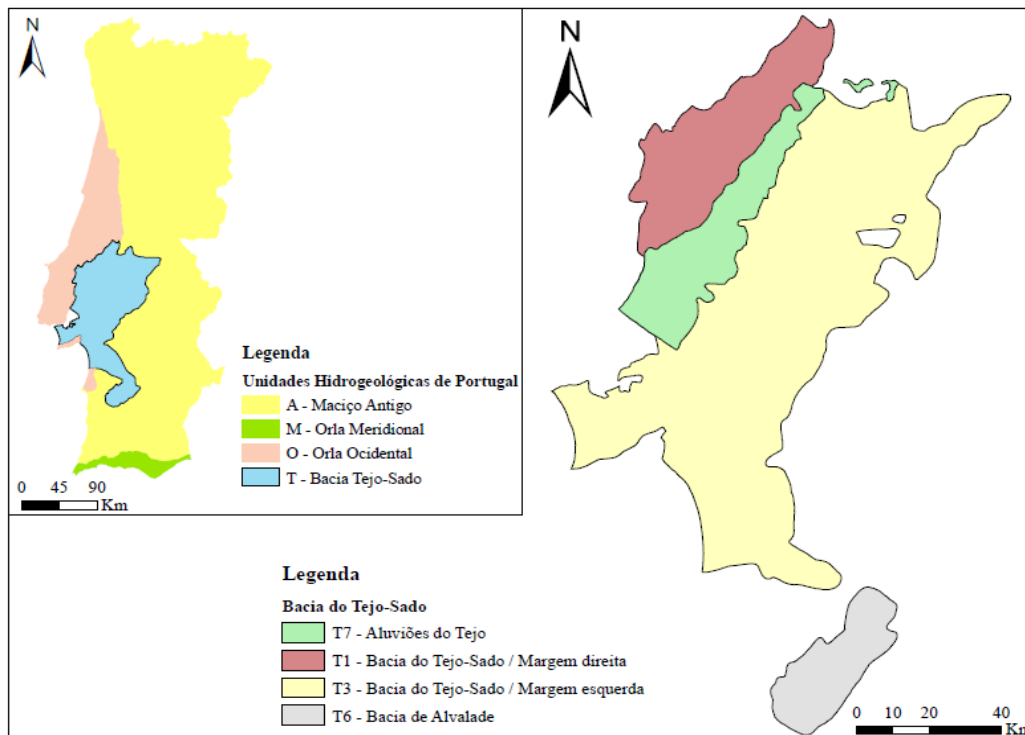 N
Legenda
Unidades Hidrogeológicas de Portugal
A - Maciço Antigo
M - Orla Meridional
O - Orla Ocidental
T - Bacia Tejo-Sado
0 45 90
Km
N
Legenda
Bacia do Tejo-Sado
T7 - Aluviões do Tejo
T1 - Bacia do Tejo-Sado / Margem direita
T3 - Bacia do Tejo-Sado / Margem esquerda
T6 - Bacia de Alvalade
0 10 20 40
Km